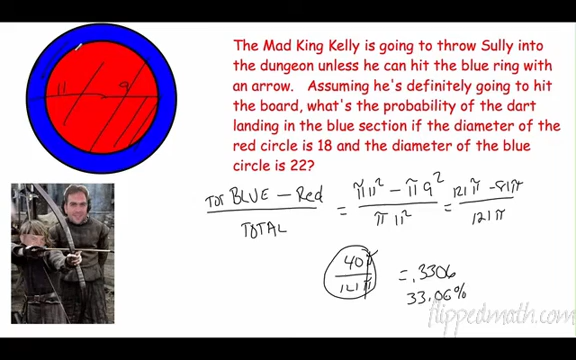 The Mad King Kelly is going to throw Sully into
the dungeon unless he can hit the blue ring with
an arrow. Assuming he's definitely going to hit
the board, what's the probability of the dart
landing in the blue section if the diameter of the
red circle is 18 and the diameter of the blue
circle is 22?
11 9
TOT BLUE - Red / TOTAL = π11² - π9² / π11² = 121π - 81π / 121π
40π / 121π = .3306
33.06%
flippedmath.com